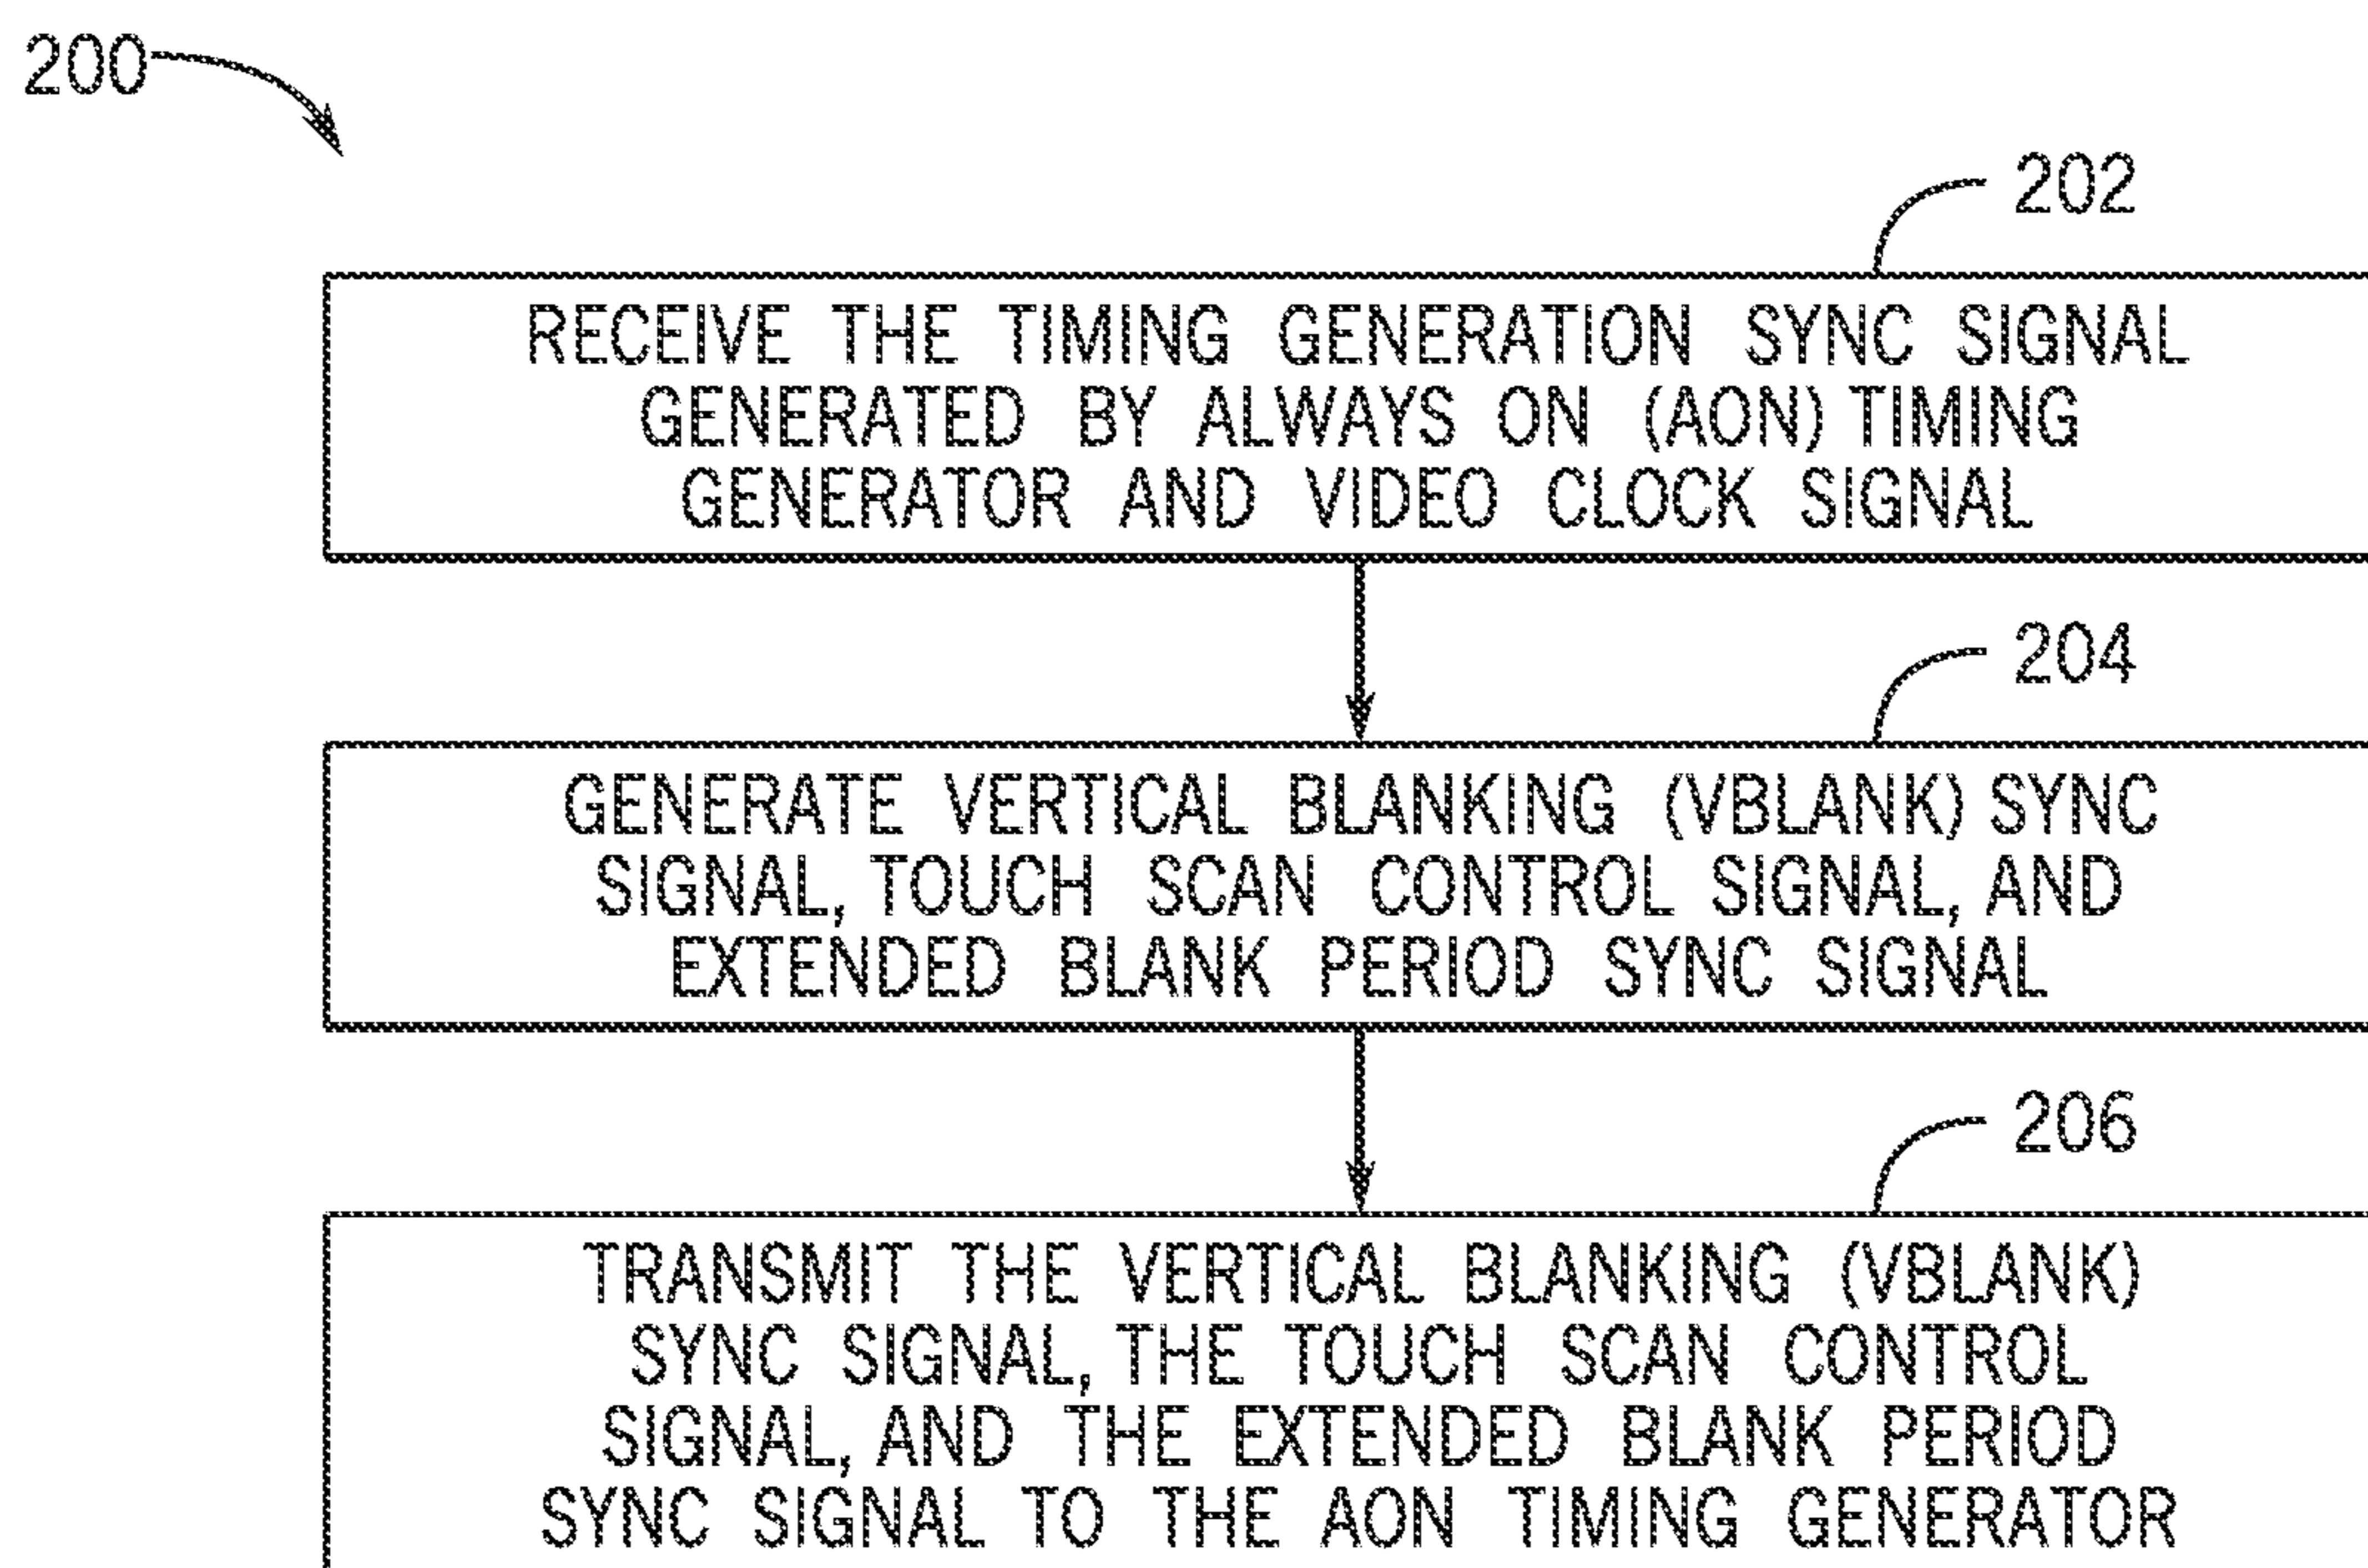 200
202
RECEIVE THE TIMING GENERATION SYNC SIGNAL
GENERATED BY ALWAYS ON (AON) TIMING
GENERATOR AND VIDEO CLOCK SIGNAL
204
GENERATE VERTICAL BLANKING (VBLANK) SYNC
SIGNAL, TOUCH SCAN CONTROL SIGNAL, AND
EXTENDED BLANK PERIOD SYNC SIGNAL
206
TRANSMIT THE VERTICAL BLANKING (VBLANK)
SYNC SIGNAL, THE TOUCH SCAN CONTROL
SIGNAL, AND THE EXTENDED BLANK PERIOD
SYNC SIGNAL TO THE AON TIMING GENERATOR